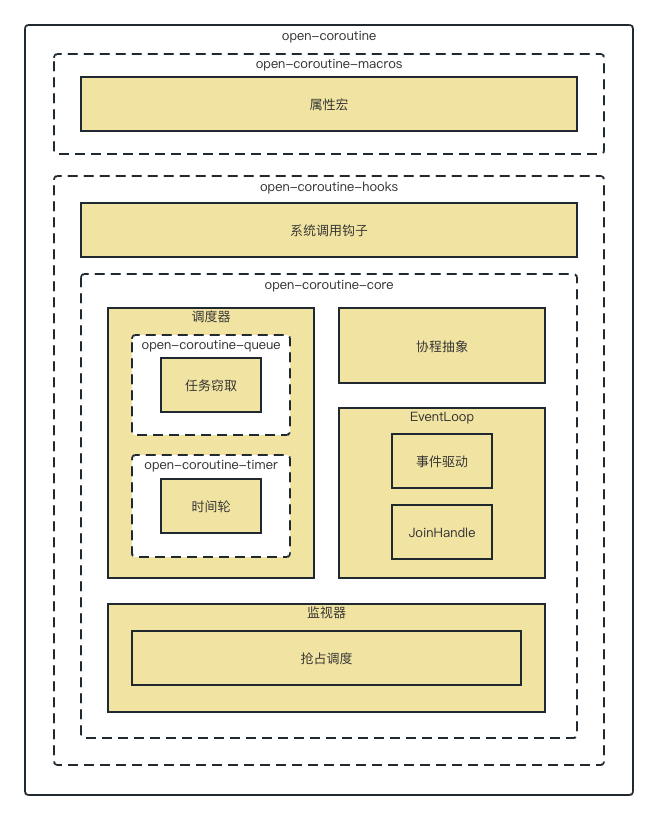 open-coroutine
open-coroutine-macros
属性宏
open-coroutine-hooks
系统调用钩子
open-coroutine-core
调度器
open-coroutine-queue
任务窃取
open-coroutine-timer
时间轮
协程抽象
EventLoop
事件驱动
JoinHandle
监视器
抢占调度